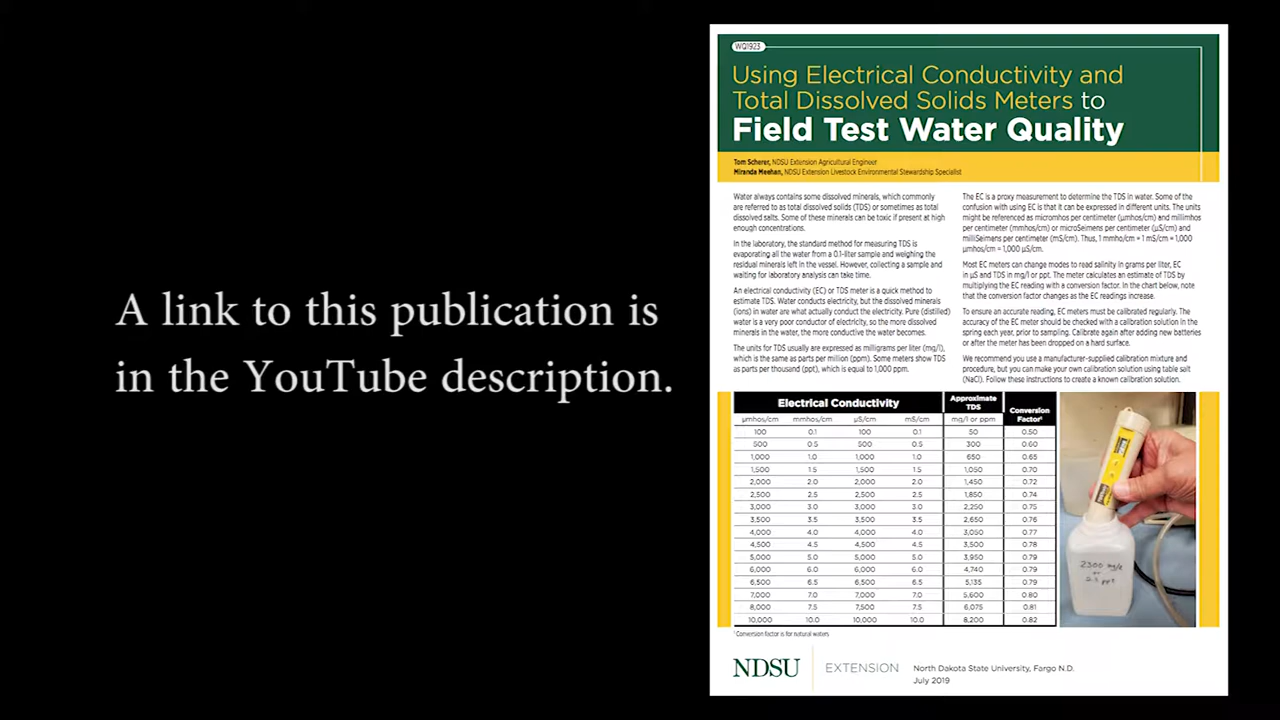 A link to this publication is
in the YouTube description.
WQ1923
Using Electrical Conductivity and
Total Dissolved Solids Meters to
Field Test Water Quality
Tom Scherer, NDSU Extension Agricultural Engineer
Miranda Meehan, NDSU Extension Livestock Environmental Stewardship Specialist
Water always contains some dissolved minerals, which commonly
are referred to as total dissolved solids (TDS) or sometimes as total
dissolved salts. Some of these minerals can be toxic if present at high
enough concentrations.
In the laboratory, the standard method for measuring TDS is
evaporating all the water from a 0.1-liter sample and weighing the
residual minerals left in the vessel. However, collecting a sample and
waiting for laboratory analysis can take time.
An electrical conductivity (EC) or TDS meter is a quick method to
estimate TDS. Water conducts electricity, but the dissolved minerals
(ions) in water are what actually conduct the electricity. Pure (distilled)
water is a very poor conductor of electricity, so the more dissolved
minerals in the water, the more conductive the water becomes.
The units for TDS usually are expressed as milligrams per liter (mg/l),
which is the same as parts per million (ppm). Some meters show TDS
as parts per thousand (ppt), which is equal to 1,000 ppm.
The EC is a proxy measurement to determine the TDS in water. Some of the
confusion with using EC is that it can be expressed in different units. The units
might be referenced as micromhos per centimeter (µmhos/cm) and millimhos
per centimeter (mmhos/cm) or microSeimens per centimeter (µS/cm) and
milliSeimens per centimeter (mS/cm). Thus, 1 mmho/cm = 1 mS/cm = 1,000
µmhos/cm = 1,000 µS/cm.
Most EC meters can change modes to read salinity in grams per liter, EC
in µS and TDS in mg/l or ppt. The meter calculates an estimate of TDS by
multiplying the EC reading with a conversion factor. In the chart below, note
that the conversion factor changes as the EC readings increase.
To ensure an accurate reading, EC meters must be calibrated regularly. The
accuracy of the EC meter should be checked with a calibration solution in the
spring each year, prior to sampling. Calibrate again after adding new batteries
or after the meter has been dropped on a hard surface.
We recommend you use a manufacturer-supplied calibration mixture and
procedure, but you can make your own calibration solution using table salt
(NaCl). Follow these instructions to create a known calibration solution.
Electrical Conductivity Approximate TDS Conversion Factor¹
µmhos/cm mmhos/cm µS/cm mS/cm mg/l or ppm
100 0.1 100 0.1 50 0.50
500 0.5 500 0.5 300 0.60
1,000 1.0 1,000 1.0 650 0.65
1,500 1.5 1,500 1.5 1,050 0.70
2,000 2.0 2,000 2.0 1,450 0.72
2,500 2.5 2,500 2.5 1,850 0.74
3,000 3.0 3,000 3.0 2,250 0.75
3,500 3.5 3,500 3.5 2,650 0.76
4,000 4.0 4,000 4.0 3,050 0.77
4,500 4.5 4,500 4.5 3,500 0.78
5,000 5.0 5,000 5.0 3,950 0.79
6,000 6.0 6,000 6.0 4,740 0.79
6,500 6.5 6,500 6.5 5,135 0.79
7,000 7.0 7,000 7.0 5,600 0.80
8,000 7.5 7,500 7.5 6,075 0.81
10,000 10.0 10,000 10.0 8,200 0.82
¹ Conversion factor is for natural waters
2300 mg/l
or
ppt
NDSU EXTENSION North Dakota State University, Fargo N.D.
July 2019